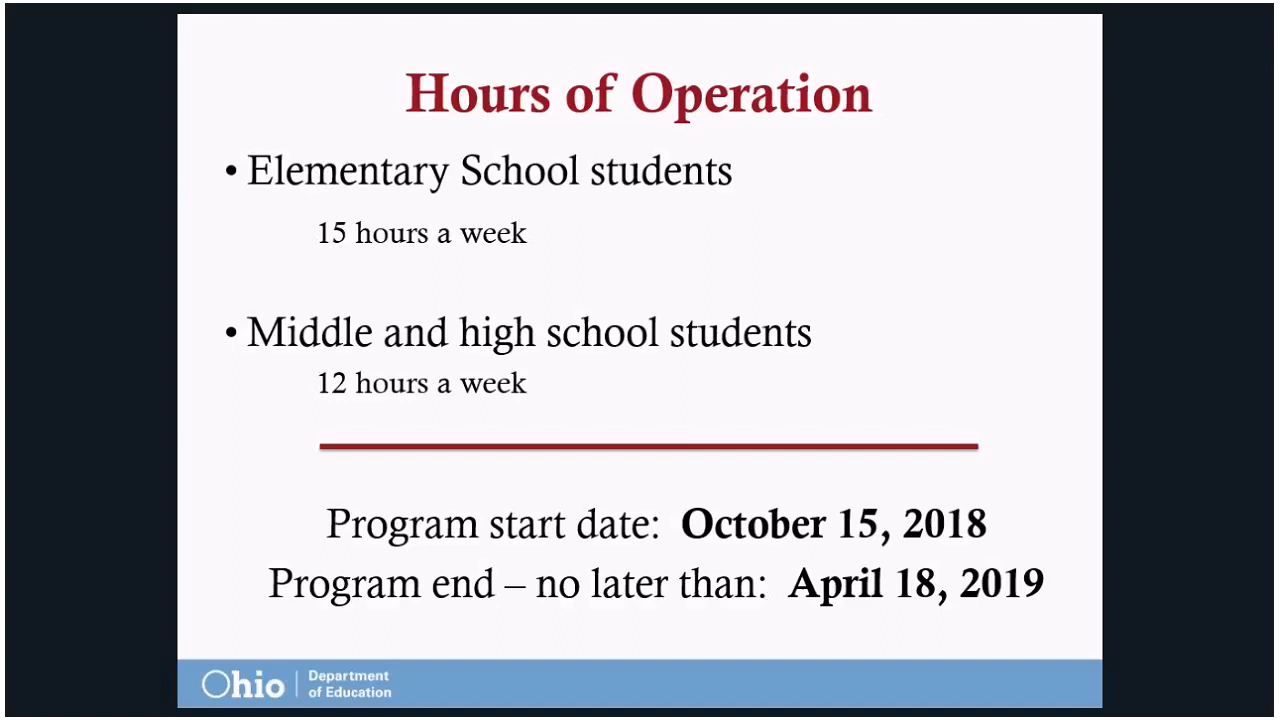 Hours of Operation
• Elementary School students
15 hours a week
• Middle and high school students
12 hours a week
Program start date: October 15, 2018
Program end – no later than: April 18, 2019
Ohio
Department
of Education